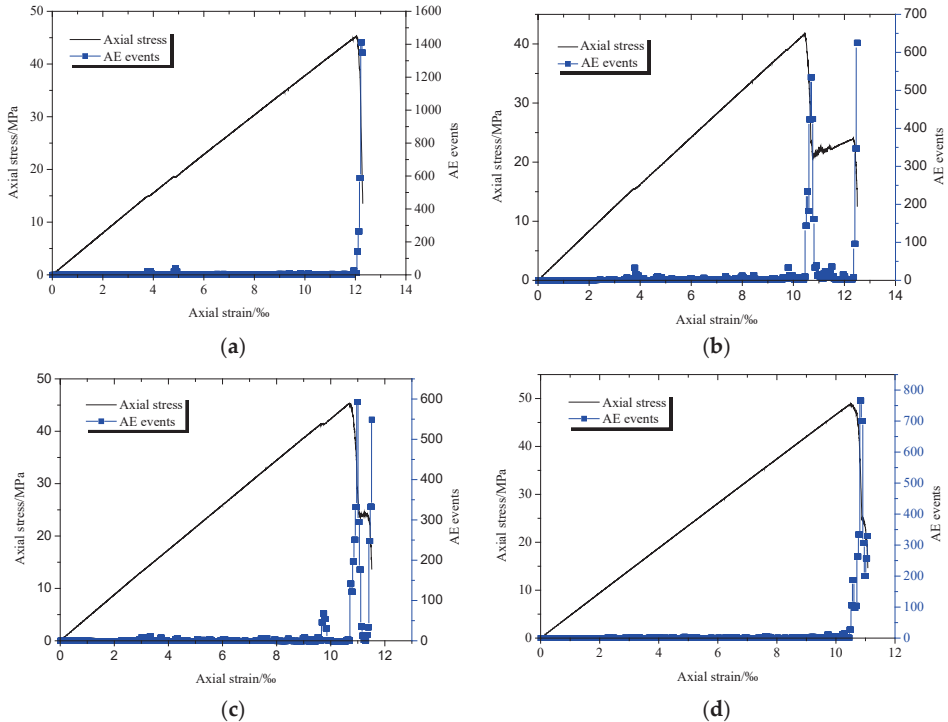 Axial stress
AE events
Axial stress/MPa
50
45
40
35
30
25
20
15
10
5
0
AE events
1600
1400
1200
1000
800
600
400
200
0
0 2 4 6 8 10 12 14
Axial strain/‰
(a)
Axial stress
AE events
Axial stress/MPa
40
30
20
10
0
AE events
700
600
500
400
300
200
100
0
0 2 4 6 8 10 12 14
Axial strain/‰
(b)
Axial stress
AE events
Axial stress/MPa
50
40
30
20
10
0
AE events
600
500
400
300
200
100
0
0 2 4 6 8 10 12
Axial strain/‰
(c)
Axial stress
AE events
Axial stress/MPa
50
40
30
20
10
0
AE events
800
700
600
500
400
300
200
100
0
0 2 4 6 8 10 12
Axial strain/‰
(d)